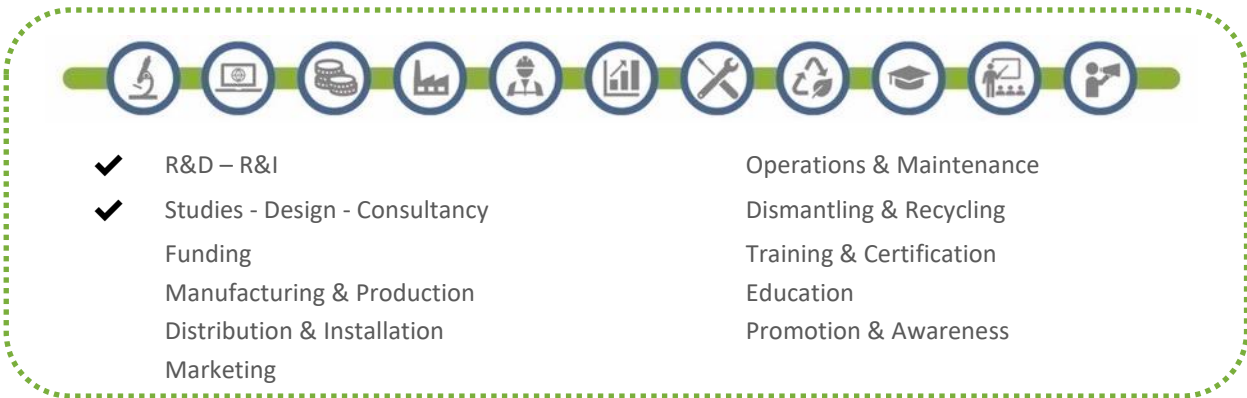 ✔ R&D – R&I
✔ Studies - Design - Consultancy
Funding
Manufacturing & Production
Distribution & Installation
Marketing
Operations & Maintenance
Dismantling & Recycling
Training & Certification
Education
Promotion & Awareness